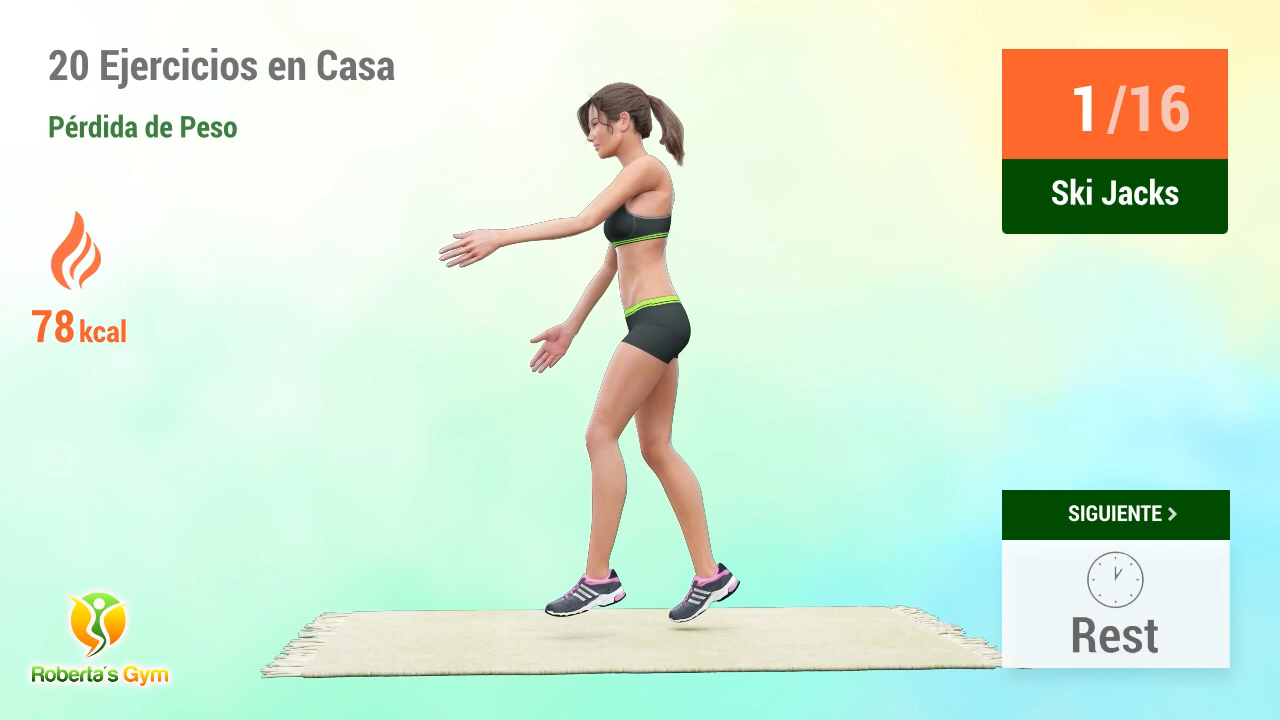 20 Ejercicios en Casa
Pérdida de Peso
1/16
Ski Jacks
78 kcal
SIGUIENTE >
Rest
Roberta´s Gym